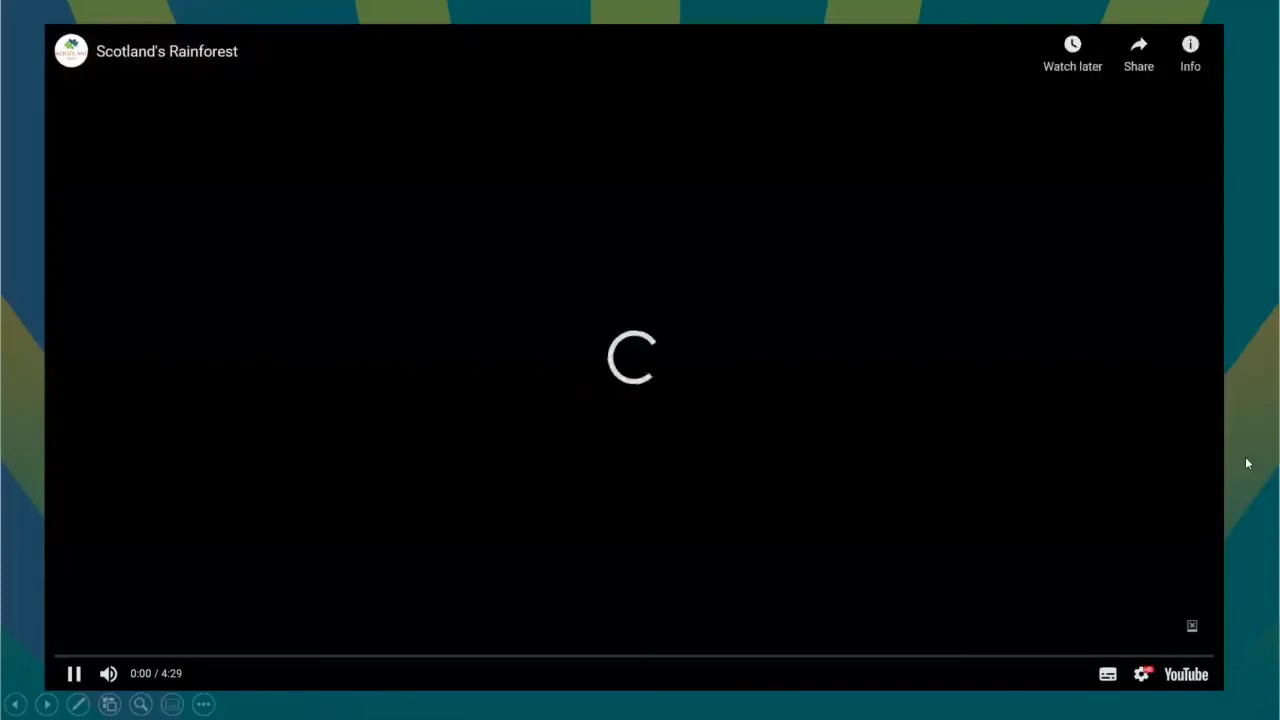 Scotland's Rainforest
Watch later
Share
Info
0:00 / 4:29
YouTube